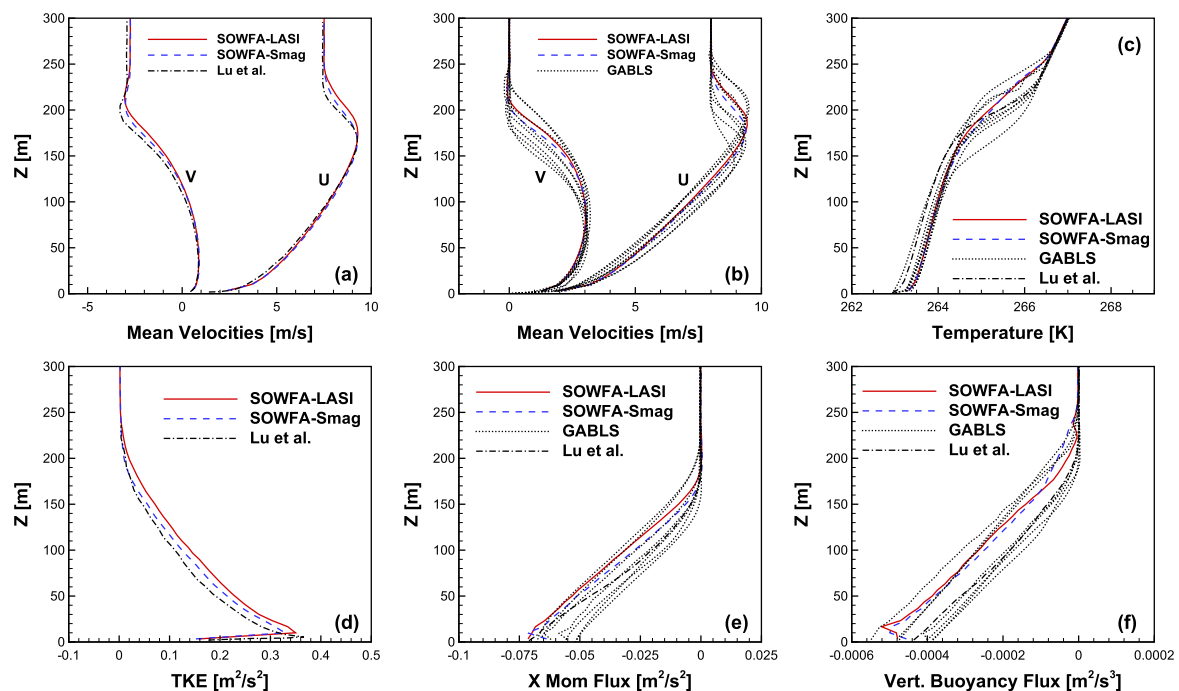 300
250
200
150
100
50
0
Z [m]
SOWFA-LASI
SOWFA-Smag
Lu et al.
V
U
(a)
-5 0 5 10
Mean Velocities [m/s]
300
250
200
150
100
50
0
Z [m]
SOWFA-LASI
SOWFA-Smag
GABLS
V
U
(b)
0 5 10
Mean Velocities [m/s]
300
250
200
150
100
50
0
Z [m]
(c)
SOWFA-LASI
SOWFA-Smag
GABLS
Lu et al.
262 264 266 268
Temperature [K]
300
250
200
150
100
50
0
Z [m]
SOWFA-LASI
SOWFA-Smag
Lu et al.
(d)
-0.1 0 0.1 0.2 0.3 0.4 0.5
TKE [m²/s²]
300
250
200
150
100
50
0
Z [m]
SOWFA-LASI
SOWFA-Smag
GABLS
Lu et al.
(e)
-0.1 -0.075 -0.05 -0.025 0 0.025
X Mom Flux [m²/s²]
300
250
200
150
100
50
0
Z [m]
SOWFA-LASI
SOWFA-Smag
GABLS
Lu et al.
(f)
-0.0006 -0.0004 -0.0002 0 0.0002
Vert. Buoyancy Flux [m²/s³]